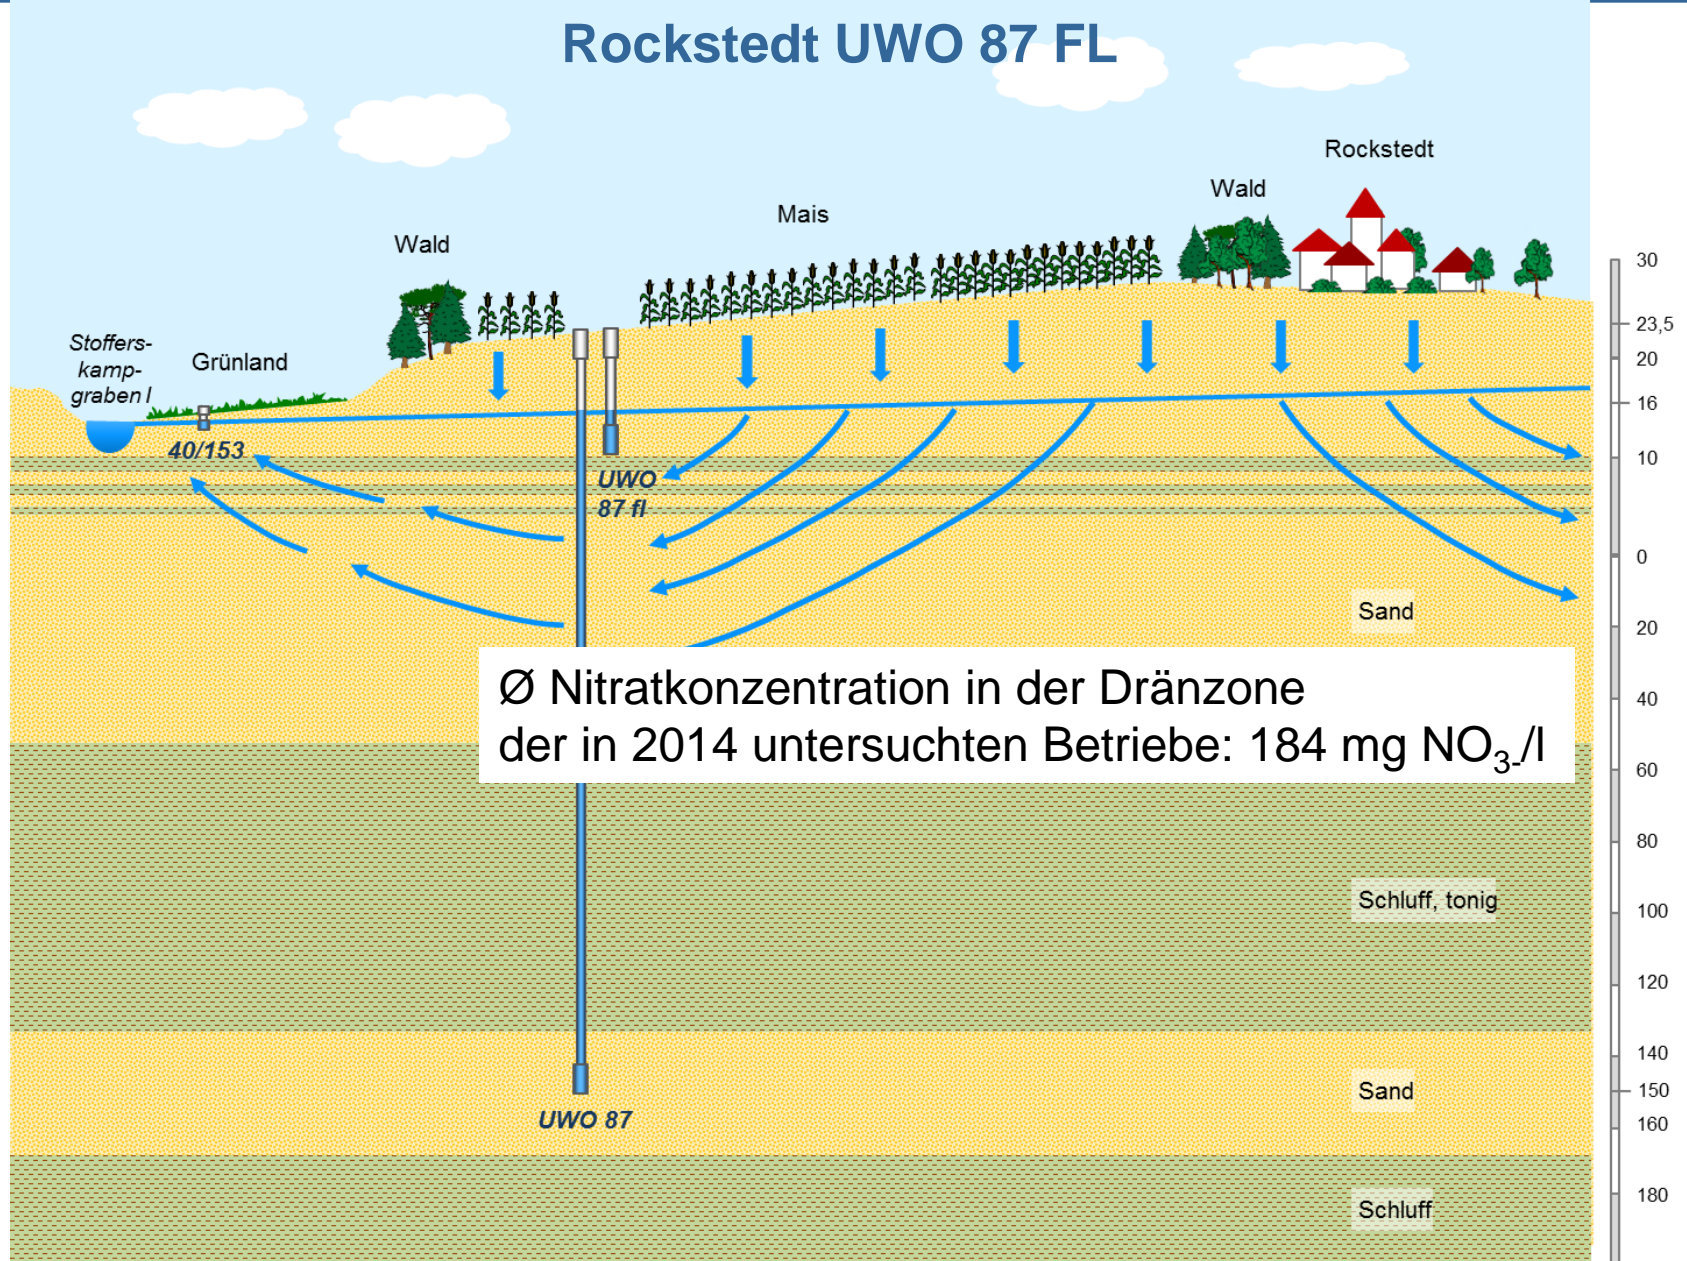 Rockstedt UWO 87 FL
Rockstedt
Wald
Mais
Wald
Stoffers-
kamp-
graben I
Grünland
40/153
UWO
87 fl
Sand
Ø Nitratkonzentration in der Dränzone
der in 2014 untersuchten Betriebe: 184 mg NO₃₋/l
Schluff, tonig
Sand
UWO 87
Schluff
30
23,5
20
16
10
0
20
40
60
80
100
120
140
150
160
180